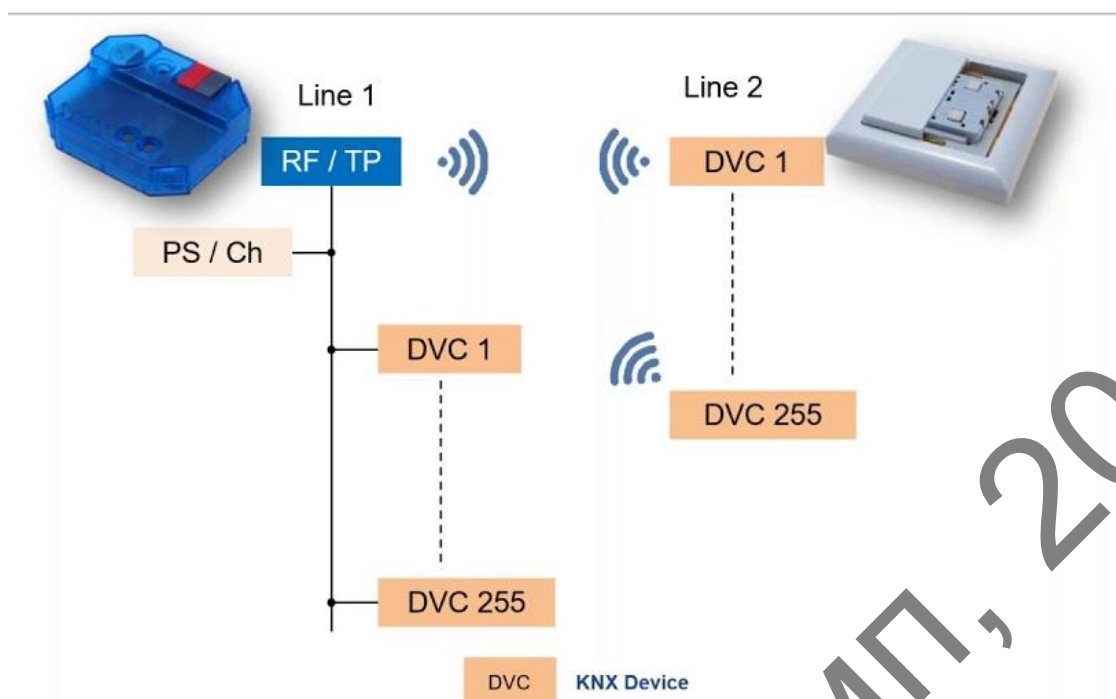 Line 1
Line 2
RF / TP
DVC 1
PS / Ch
DVC 1
DVC 255
DVC 255
DVC KNX Device